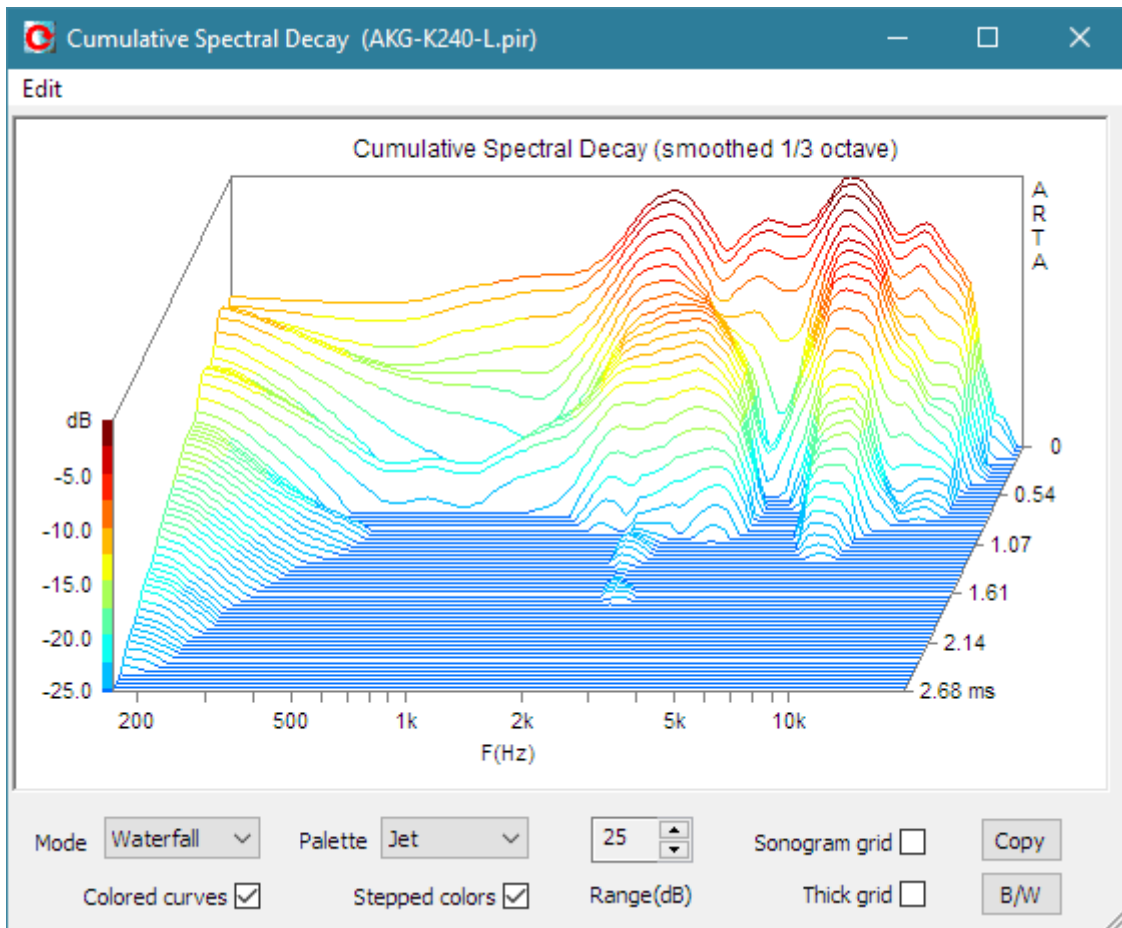 Cumulative Spectral Decay (AKG-K240-L.pir)
Edit
Cumulative Spectral Decay (smoothed 1/3 octave)
A
R
T
A
dB
-5.0
-10.0
-15.0
-20.0
-25.0
0
0.54
1.07
1.61
2.14
2.68 ms
200 500 1k 2k 5k 10k
F(Hz)
Mode Waterfall Palette Jet 25 Sonogram grid Copy
Colored curves Stepped colors Range(dB) Thick grid B/W